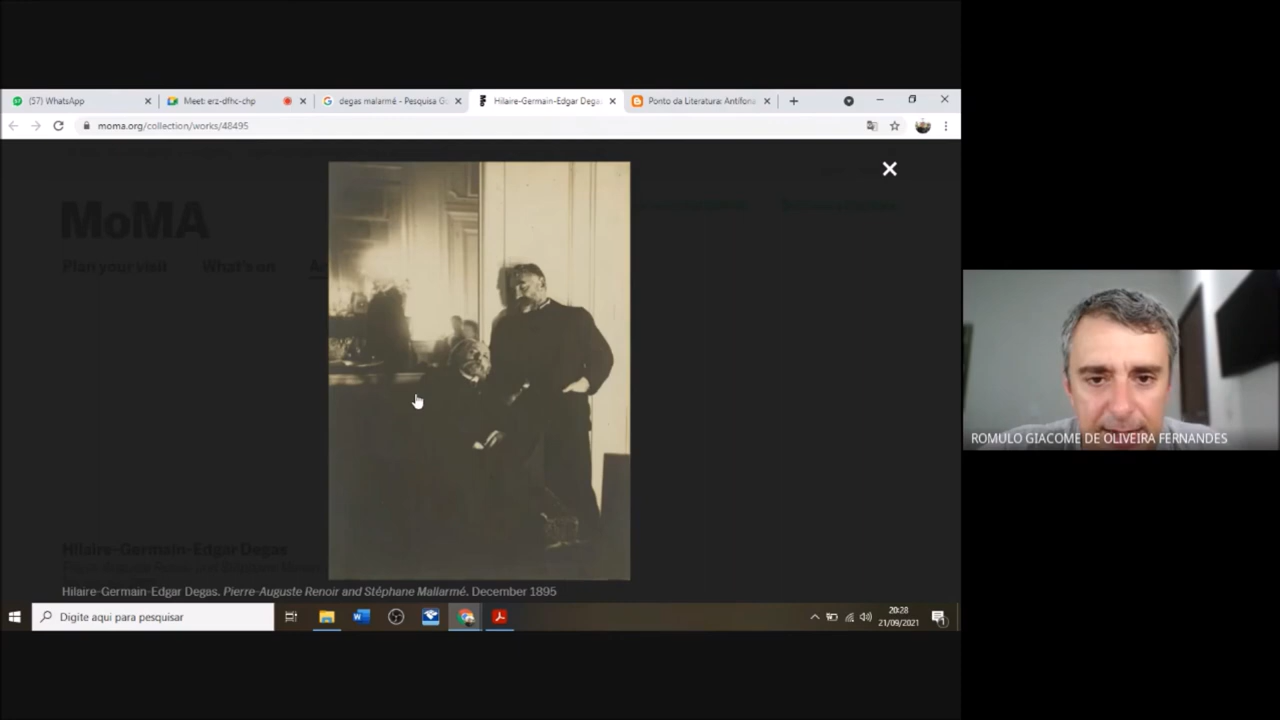 (57) WhatsApp
Meet: erz-dfhc-chp
degas malarmé - Pesquisa G
Hilaire-Germain-Edgar Dega
Ponto da Literatura: Antífona
moma.org/collection/works/48495
MoMA
Plan your visit What's on
Hilaire-Germain-Edgar Degas
Hilaire-Germain-Edgar Degas. Pierre-Auguste Renoir and Stéphane Mallarmé. December 1895
Digite aqui para pesquisar
20:28
21/09/2021
1
ROMULO GIACOME DE OLIVEIRA FERNANDES